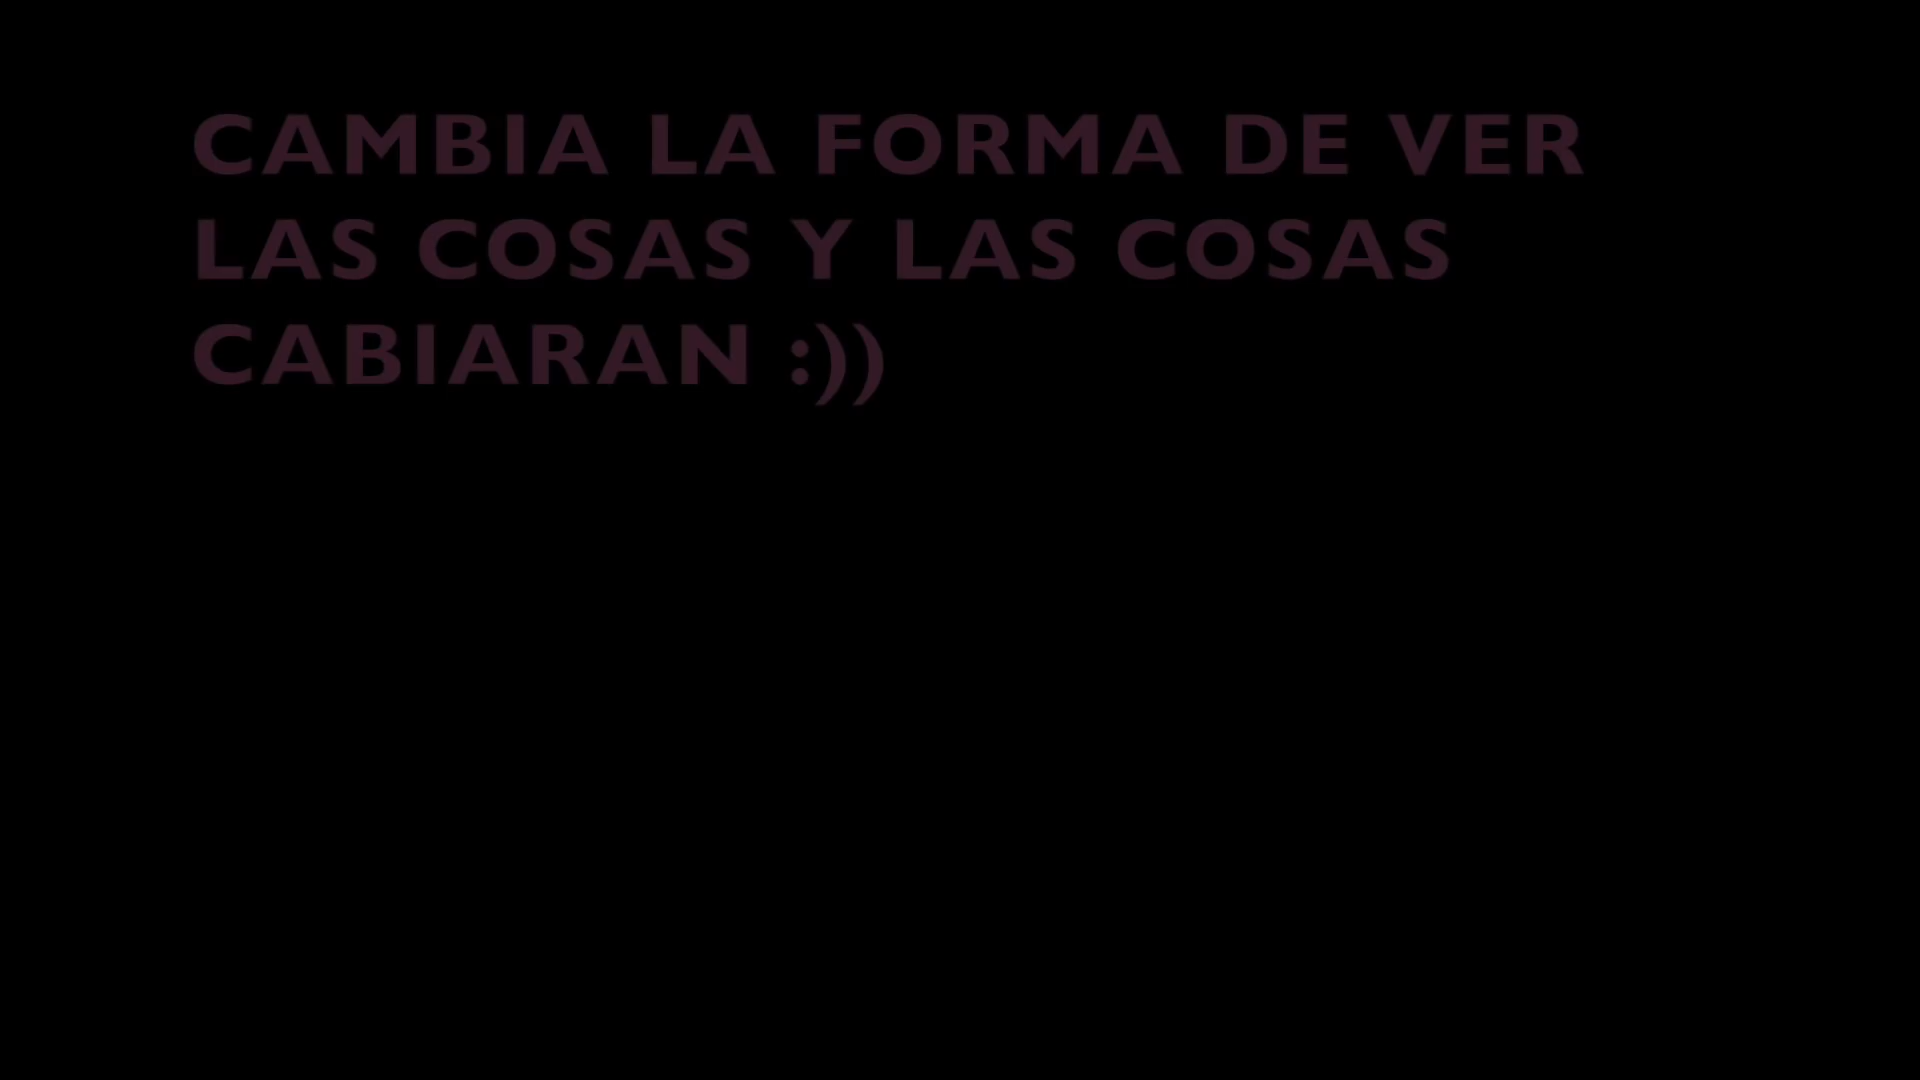 CAMBIA LA FORMA DE VER
LAS COSAS Y LAS COSAS
CABIARAN :))